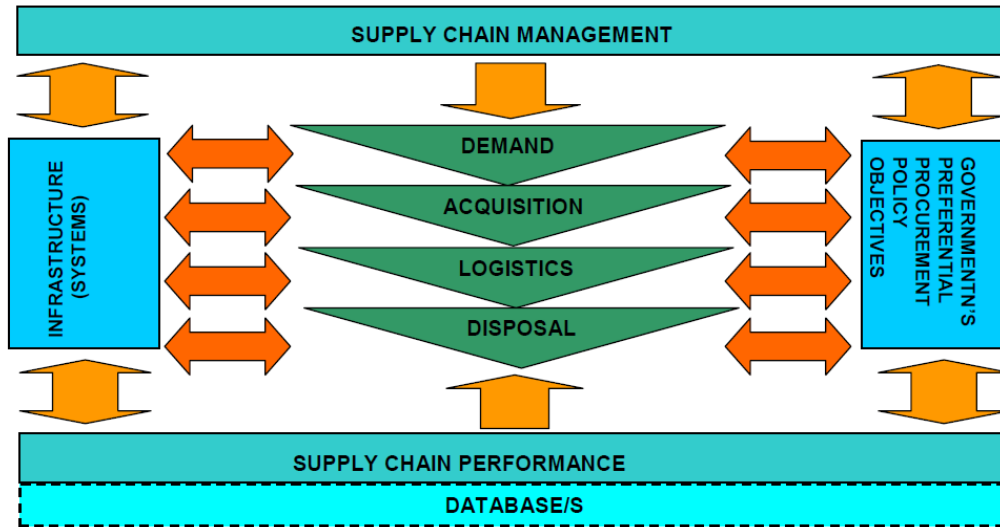 SUPPLY CHAIN MANAGEMENT
INFRASTRUCTURE
(SYSTEMS)
DEMAND
ACQUISITION
LOGISTICS
DISPOSAL
GOVERNMENTN'S
PREFERENTIAL
PROCUREMENT
POLICY
OBJECTIVES
SUPPLY CHAIN PERFORMANCE
DATABASE/S